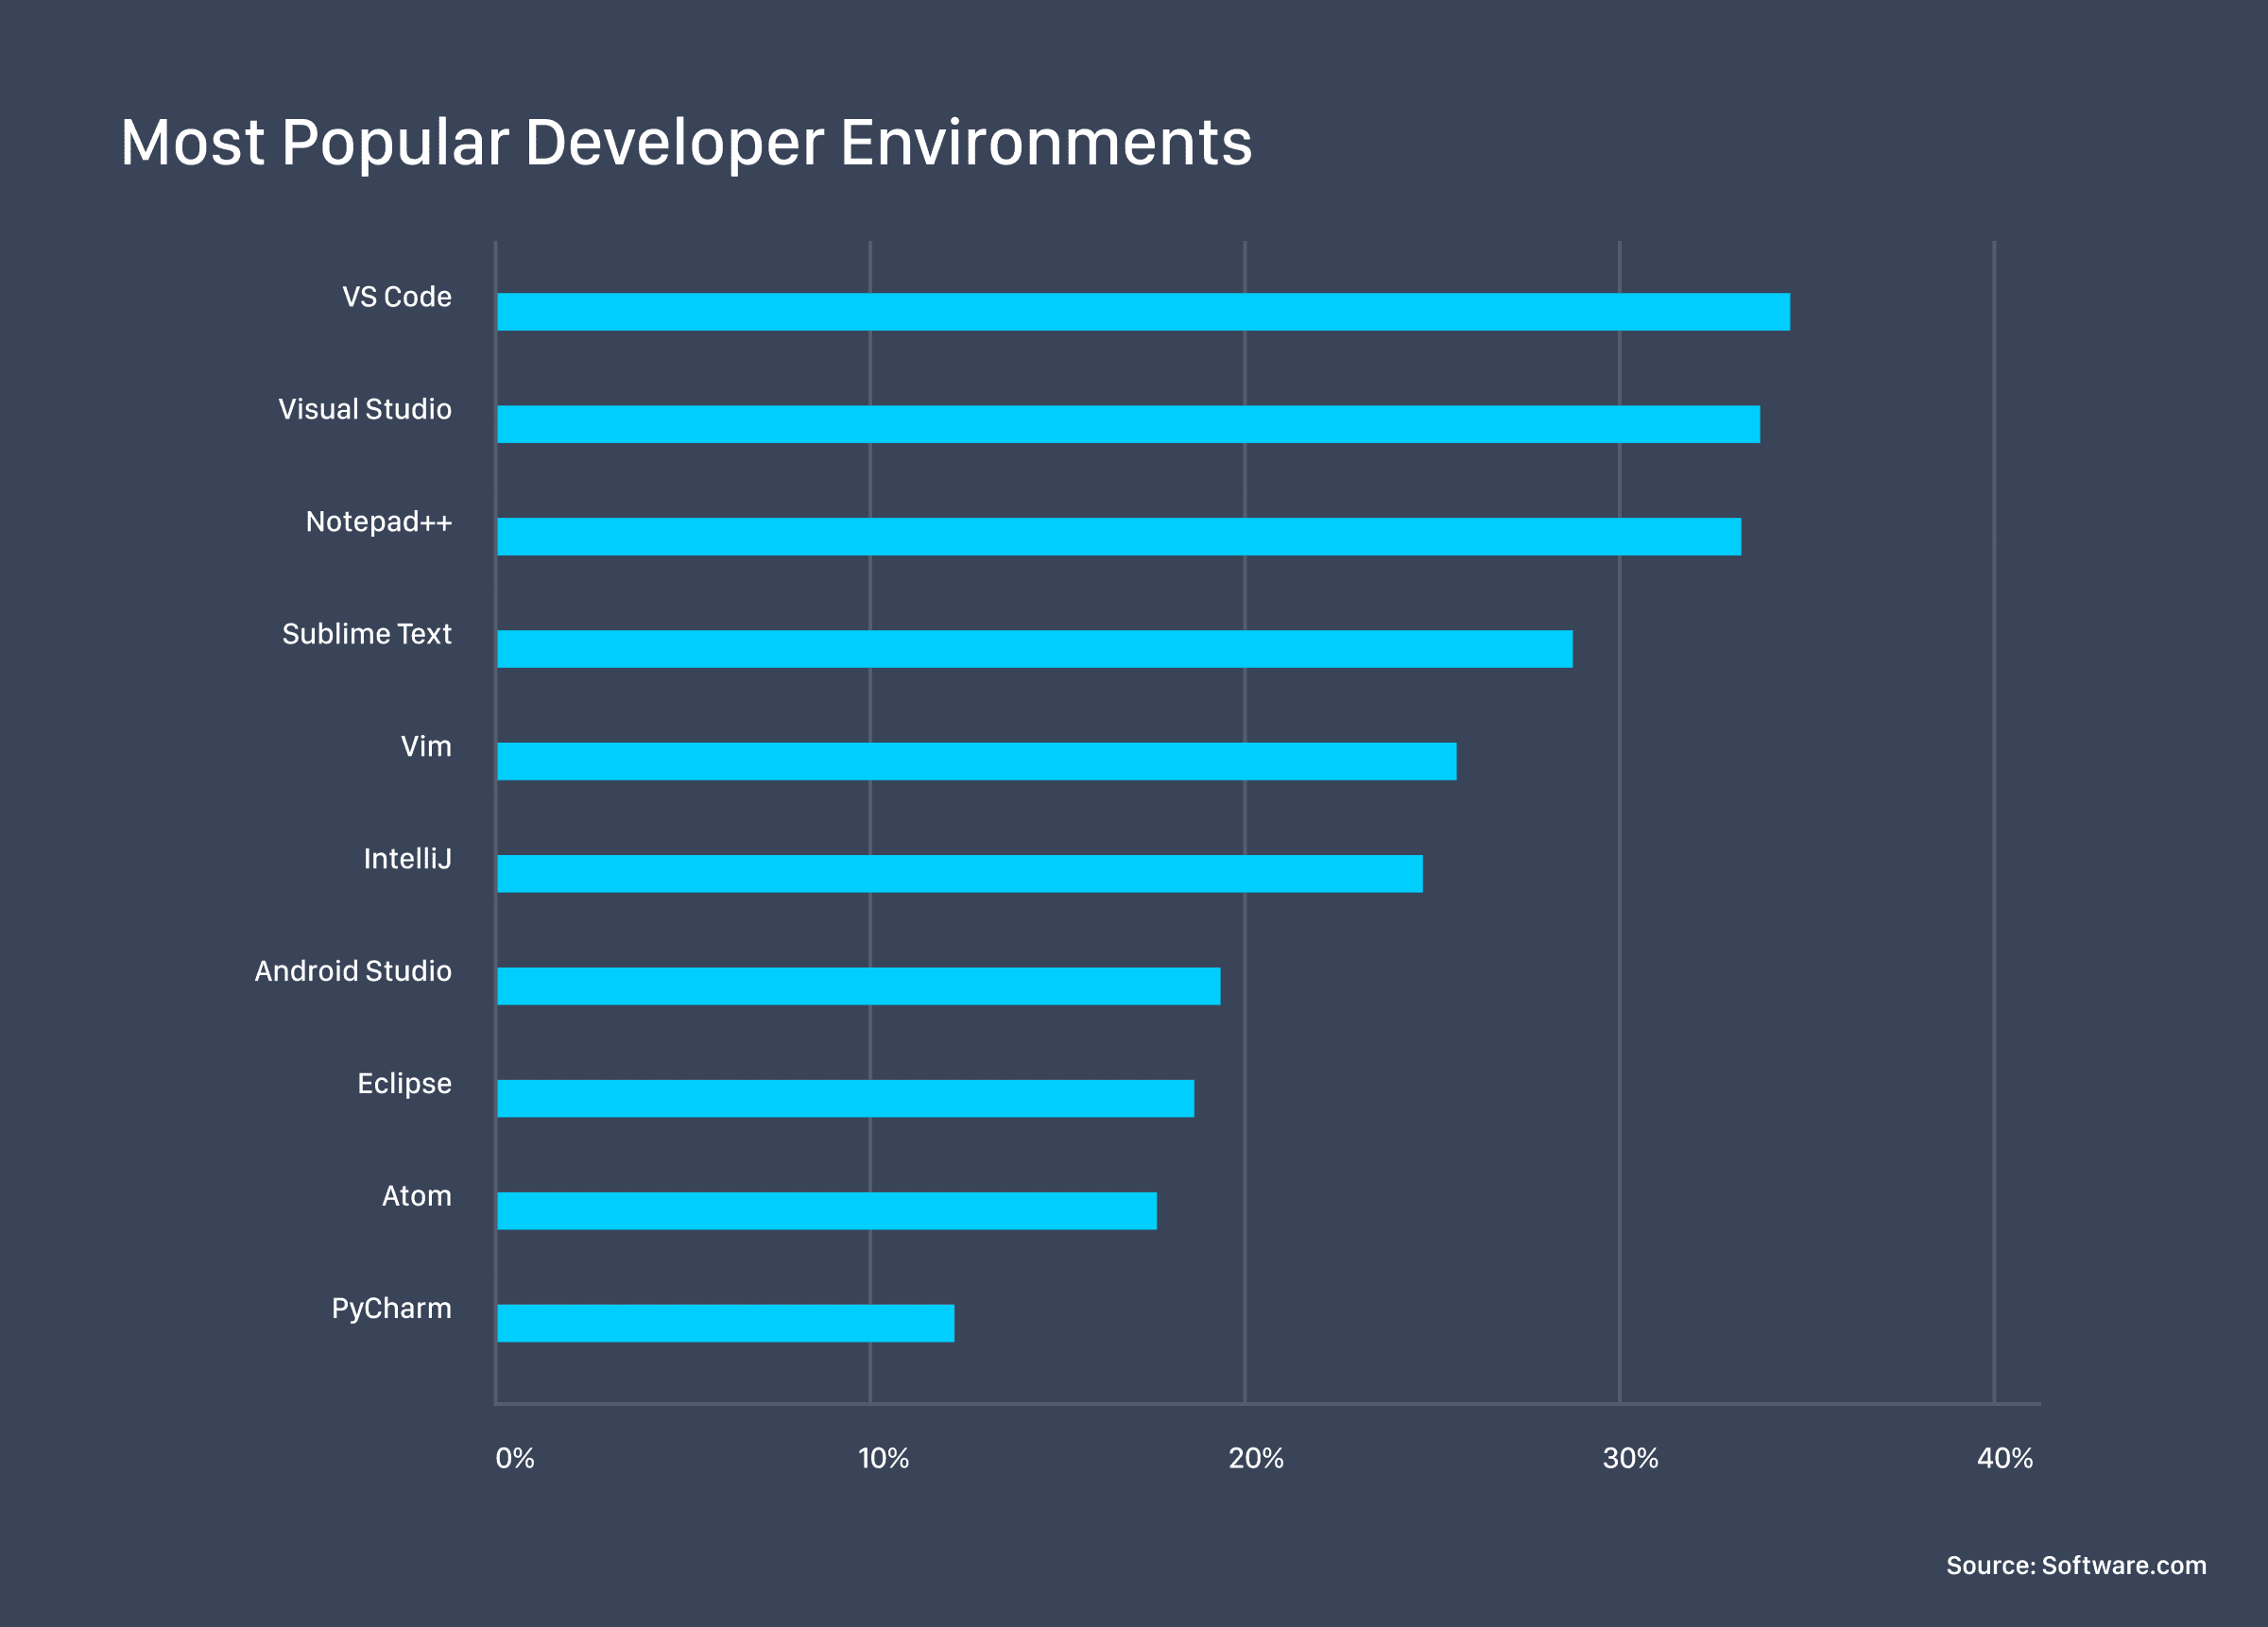 Most Popular Developer Environments
VS Code
Visual Studio
Notepad++
Sublime Text
Vim
IntelliJ
Android Studio
Eclipse
Atom
PyCharm
0% 10% 20% 30% 40%
Source: Software.com